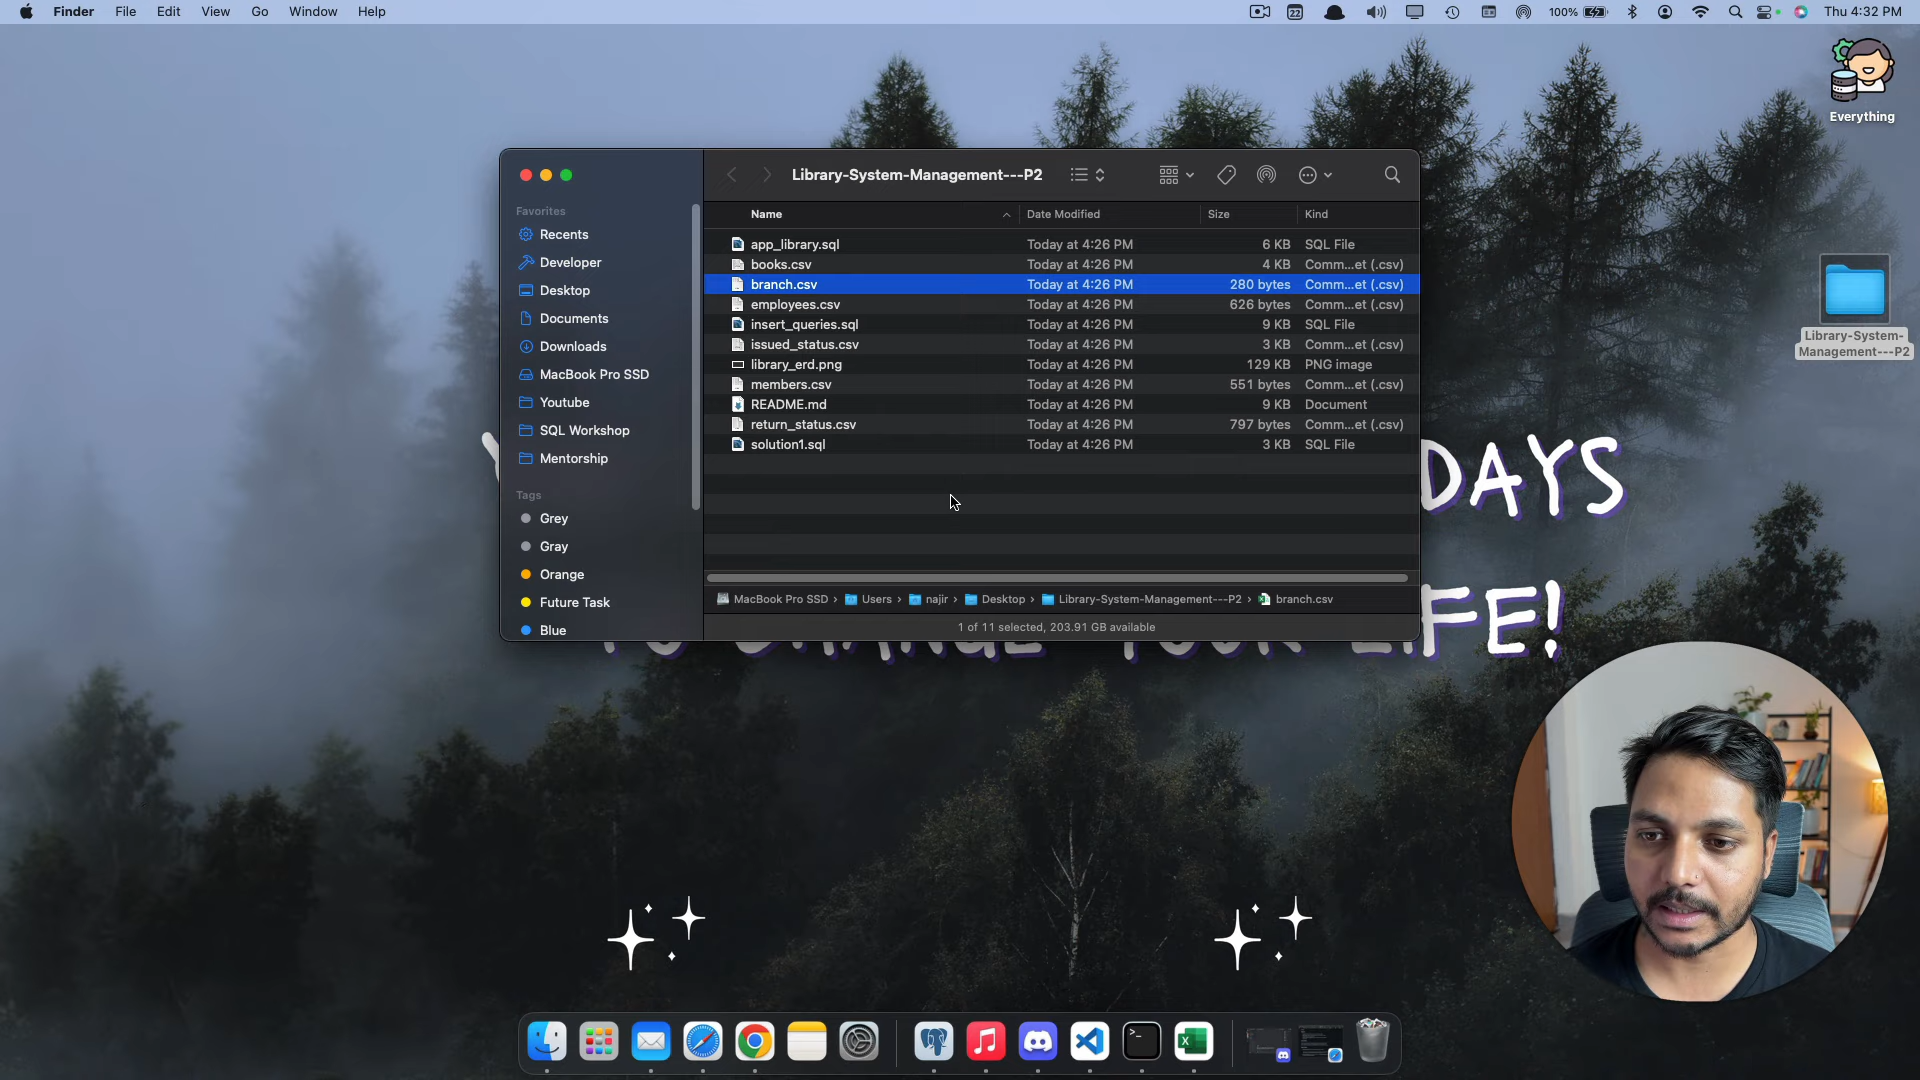 Finder File Edit View Go Window Help
22 100% Thu 4:32 PM
Everything
Library-System-Management---P2
Name Date Modified Size Kind
Favorites
Recents
Developer
Desktop
Documents
Downloads
MacBook Pro SSD
Youtube
SQL Workshop
Mentorship
Tags
Grey
Gray
Orange
Future Task
Blue
app_library.sql Today at 4:26 PM 6 KB SQL File
books.csv Today at 4:26 PM 4 KB Comm...et (.csv)
branch.csv Today at 4:26 PM 280 bytes Comm...et (.csv)
employees.csv Today at 4:26 PM 626 bytes Comm...et (.csv)
insert_queries.sql Today at 4:26 PM 9 KB SQL File
issued_status.csv Today at 4:26 PM 3 KB Comm...et (.csv)
library_erd.png Today at 4:26 PM 129 KB PNG image
members.csv Today at 4:26 PM 551 bytes Comm...et (.csv)
README.md Today at 4:26 PM 9 KB Document
return_status.csv Today at 4:26 PM 797 bytes Comm...et (.csv)
solution1.sql Today at 4:26 PM 3 KB SQL File
MacBook Pro SSD › Users › najir › Desktop › Library-System-Management---P2 › branch.csv
1 of 11 selected, 203.91 GB available
Library-System-
Management---P2
DAYS